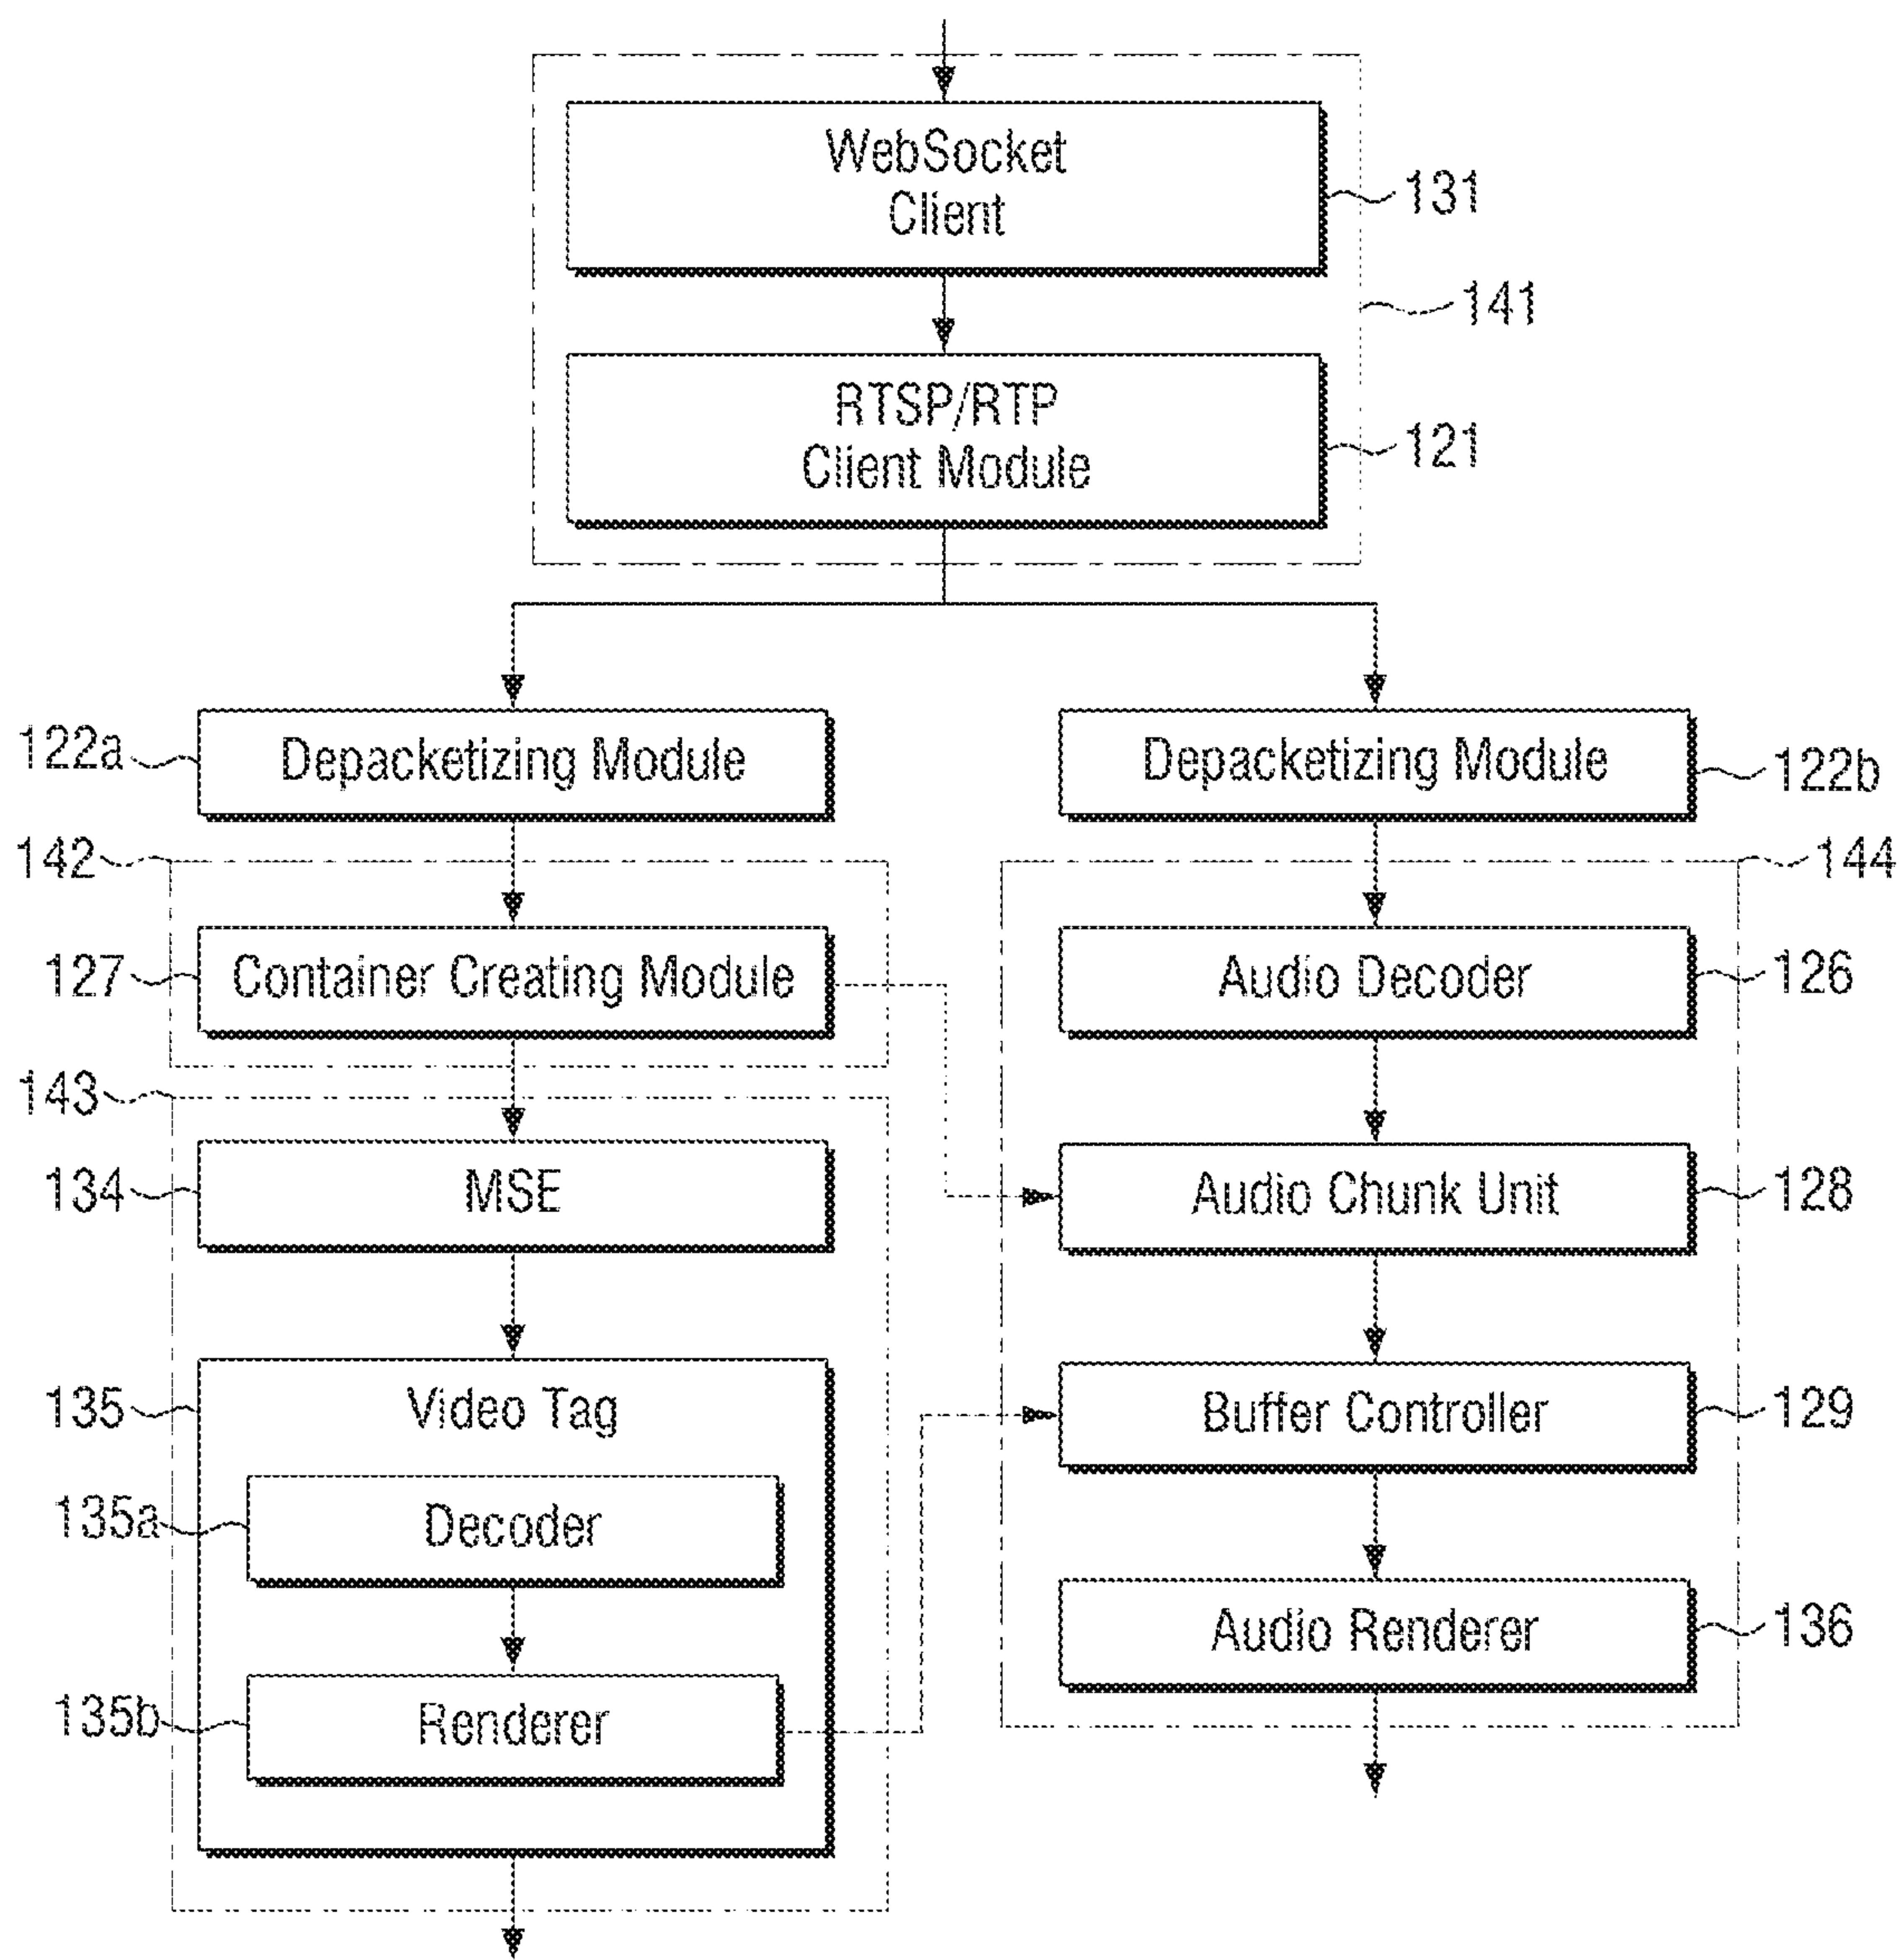 WebSocket
Client
131
141
RTSP/RTP
Client Module
121
122a
Depacketizing Module
Depacketizing Module
122b
142
144
127
Container Creating Module
Audio Decoder
126
143
134
MSE
Audio Chunk Unit
128
135
Video Tag
Buffer Controller
129
135a
Decoder
Audio Renderer
136
135b
Renderer